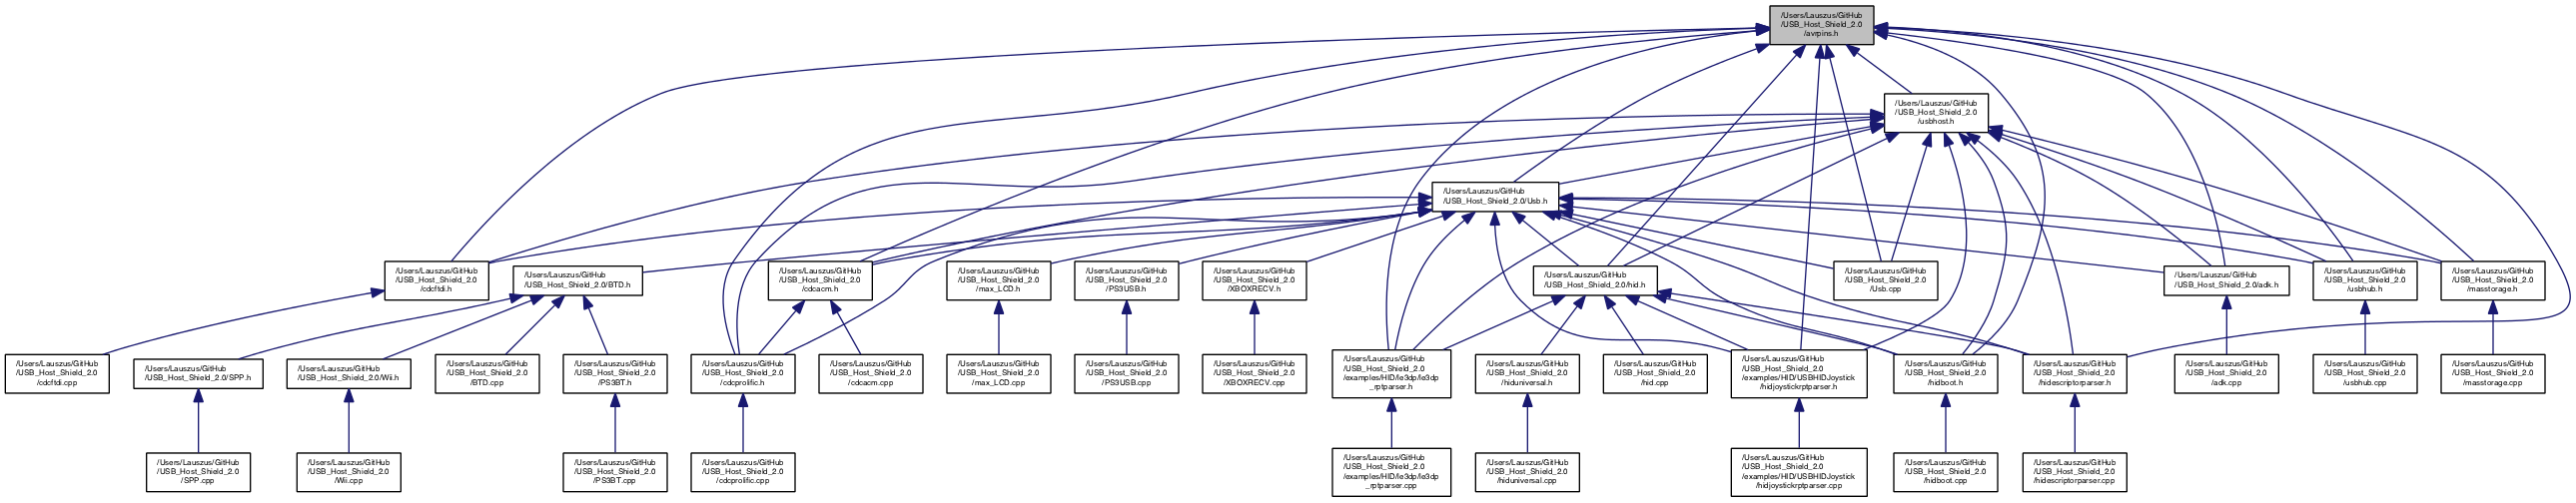 /Users/Lauszus/GitHub
/USB_Host_Shield_2.0
/avrpins.h
/Users/Lauszus/GitHub
/USB_Host_Shield_2.0
/usbhost.h
/Users/Lauszus/GitHub
/USB_Host_Shield_2.0/Usb.h
/Users/Lauszus/GitHub
/USB_Host_Shield_2.0
/cdcftdi.h
/Users/Lauszus/GitHub
/USB_Host_Shield_2.0/BTD.h
/Users/Lauszus/GitHub
/USB_Host_Shield_2.0
/cdcacm.h
/Users/Lauszus/GitHub
/USB_Host_Shield_2.0
/max_LCD.h
/Users/Lauszus/GitHub
/USB_Host_Shield_2.0
/PS3USB.h
/Users/Lauszus/GitHub
/USB_Host_Shield_2.0
/XBOXRECV.h
/Users/Lauszus/GitHub
/USB_Host_Shield_2.0/hid.h
/Users/Lauszus/GitHub
/USB_Host_Shield_2.0
/Usb.cpp
/Users/Lauszus/GitHub
/USB_Host_Shield_2.0/adk.h
/Users/Lauszus/GitHub
/USB_Host_Shield_2.0
/usbhub.h
/Users/Lauszus/GitHub
/USB_Host_Shield_2.0
/masstorage.h
/Users/Lauszus/GitHub
/USB_Host_Shield_2.0
/cdcftdi.cpp
/Users/Lauszus/GitHub
/USB_Host_Shield_2.0/SPP.h
/Users/Lauszus/GitHub
/USB_Host_Shield_2.0/Wii.h
/Users/Lauszus/GitHub
/USB_Host_Shield_2.0
/BTD.cpp
/Users/Lauszus/GitHub
/USB_Host_Shield_2.0
/PS3BT.h
/Users/Lauszus/GitHub
/USB_Host_Shield_2.0
/cdcprolific.h
/Users/Lauszus/GitHub
/USB_Host_Shield_2.0
/cdcacm.cpp
/Users/Lauszus/GitHub
/USB_Host_Shield_2.0
/max_LCD.cpp
/Users/Lauszus/GitHub
/USB_Host_Shield_2.0
/PS3USB.cpp
/Users/Lauszus/GitHub
/USB_Host_Shield_2.0
/XBOXRECV.cpp
/Users/Lauszus/GitHub
/USB_Host_Shield_2.0
/examples/HID/le3dp/le3dp
_rptparser.h
/Users/Lauszus/GitHub
/USB_Host_Shield_2.0
/hiduniversal.h
/Users/Lauszus/GitHub
/USB_Host_Shield_2.0
/hid.cpp
/Users/Lauszus/GitHub
/USB_Host_Shield_2.0
/examples/HID/USBHIDJoystick
/hidjoystickrptparser.h
/Users/Lauszus/GitHub
/USB_Host_Shield_2.0
/hidboot.h
/Users/Lauszus/GitHub
/USB_Host_Shield_2.0
/hidescriptorparser.h
/Users/Lauszus/GitHub
/USB_Host_Shield_2.0
/adk.cpp
/Users/Lauszus/GitHub
/USB_Host_Shield_2.0
/usbhub.cpp
/Users/Lauszus/GitHub
/USB_Host_Shield_2.0
/masstorage.cpp
/Users/Lauszus/GitHub
/USB_Host_Shield_2.0
/SPP.cpp
/Users/Lauszus/GitHub
/USB_Host_Shield_2.0
/Wii.cpp
/Users/Lauszus/GitHub
/USB_Host_Shield_2.0
/PS3BT.cpp
/Users/Lauszus/GitHub
/USB_Host_Shield_2.0
/cdcprolific.cpp
/Users/Lauszus/GitHub
/USB_Host_Shield_2.0
/examples/HID/le3dp/le3dp
_rptparser.cpp
/Users/Lauszus/GitHub
/USB_Host_Shield_2.0
/hiduniversal.cpp
/Users/Lauszus/GitHub
/USB_Host_Shield_2.0
/examples/HID/USBHIDJoystick
/hidjoystickrptparser.cpp
/Users/Lauszus/GitHub
/USB_Host_Shield_2.0
/hidboot.cpp
/Users/Lauszus/GitHub
/USB_Host_Shield_2.0
/hidescriptorparser.cpp